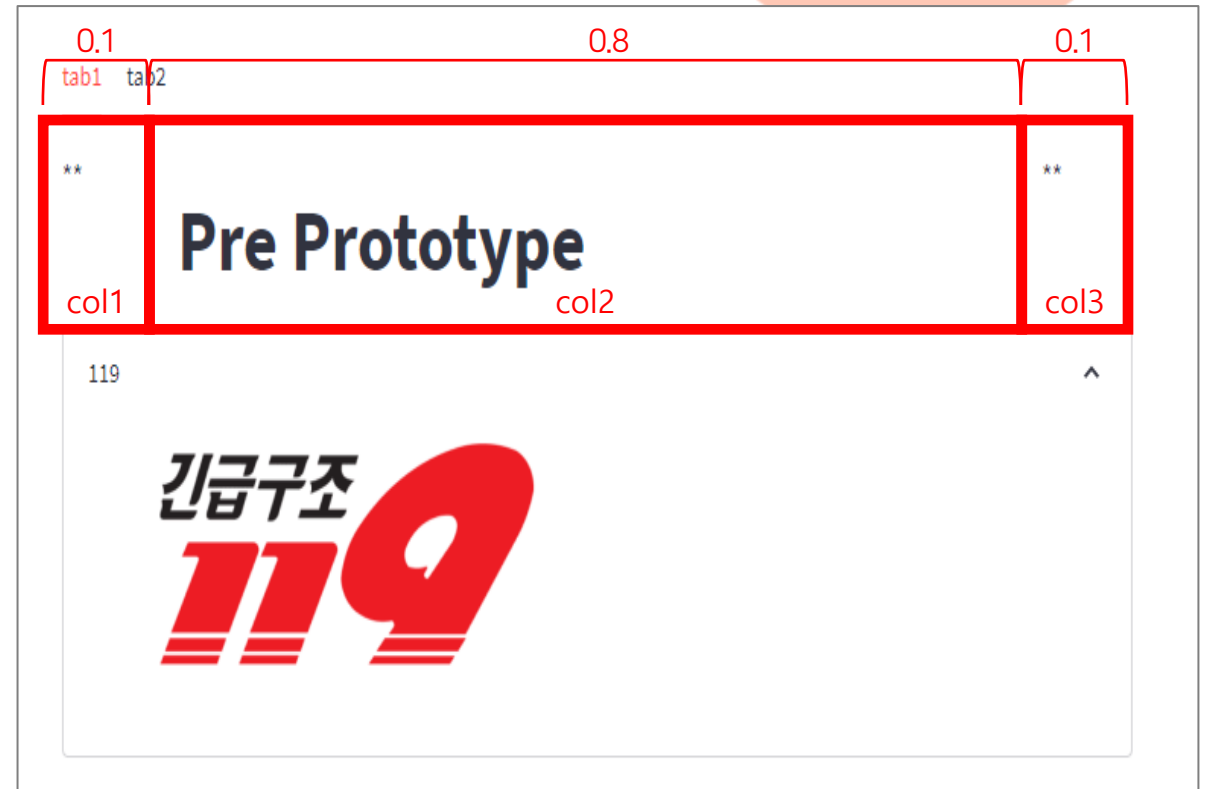 0.1 0.8 0.1
tab1 tab2
** **
Pre Prototype
col1 col2 col3
119
긴급구조
119